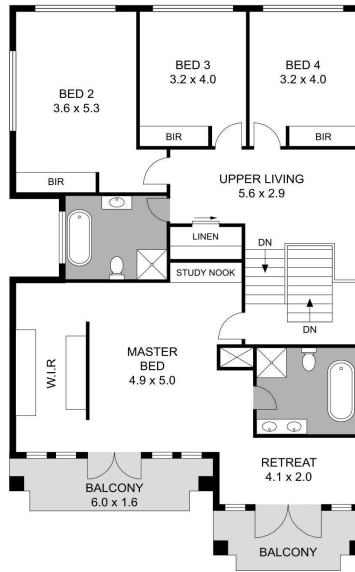 BED 2
3.6 x 5.3
BED 3
3.2 x 4.0
BED 4
3.2 x 4.0
BIR
BIR
BIR
UPPER LIVING
5.6 x 2.9
LINEN
DN
STUDY NOOK
DN
W.I.R
MASTER
BED
4.9 x 5.0
RETREAT
4.1 x 2.0
BALCONY
6.0 x 1.6
BALCONY